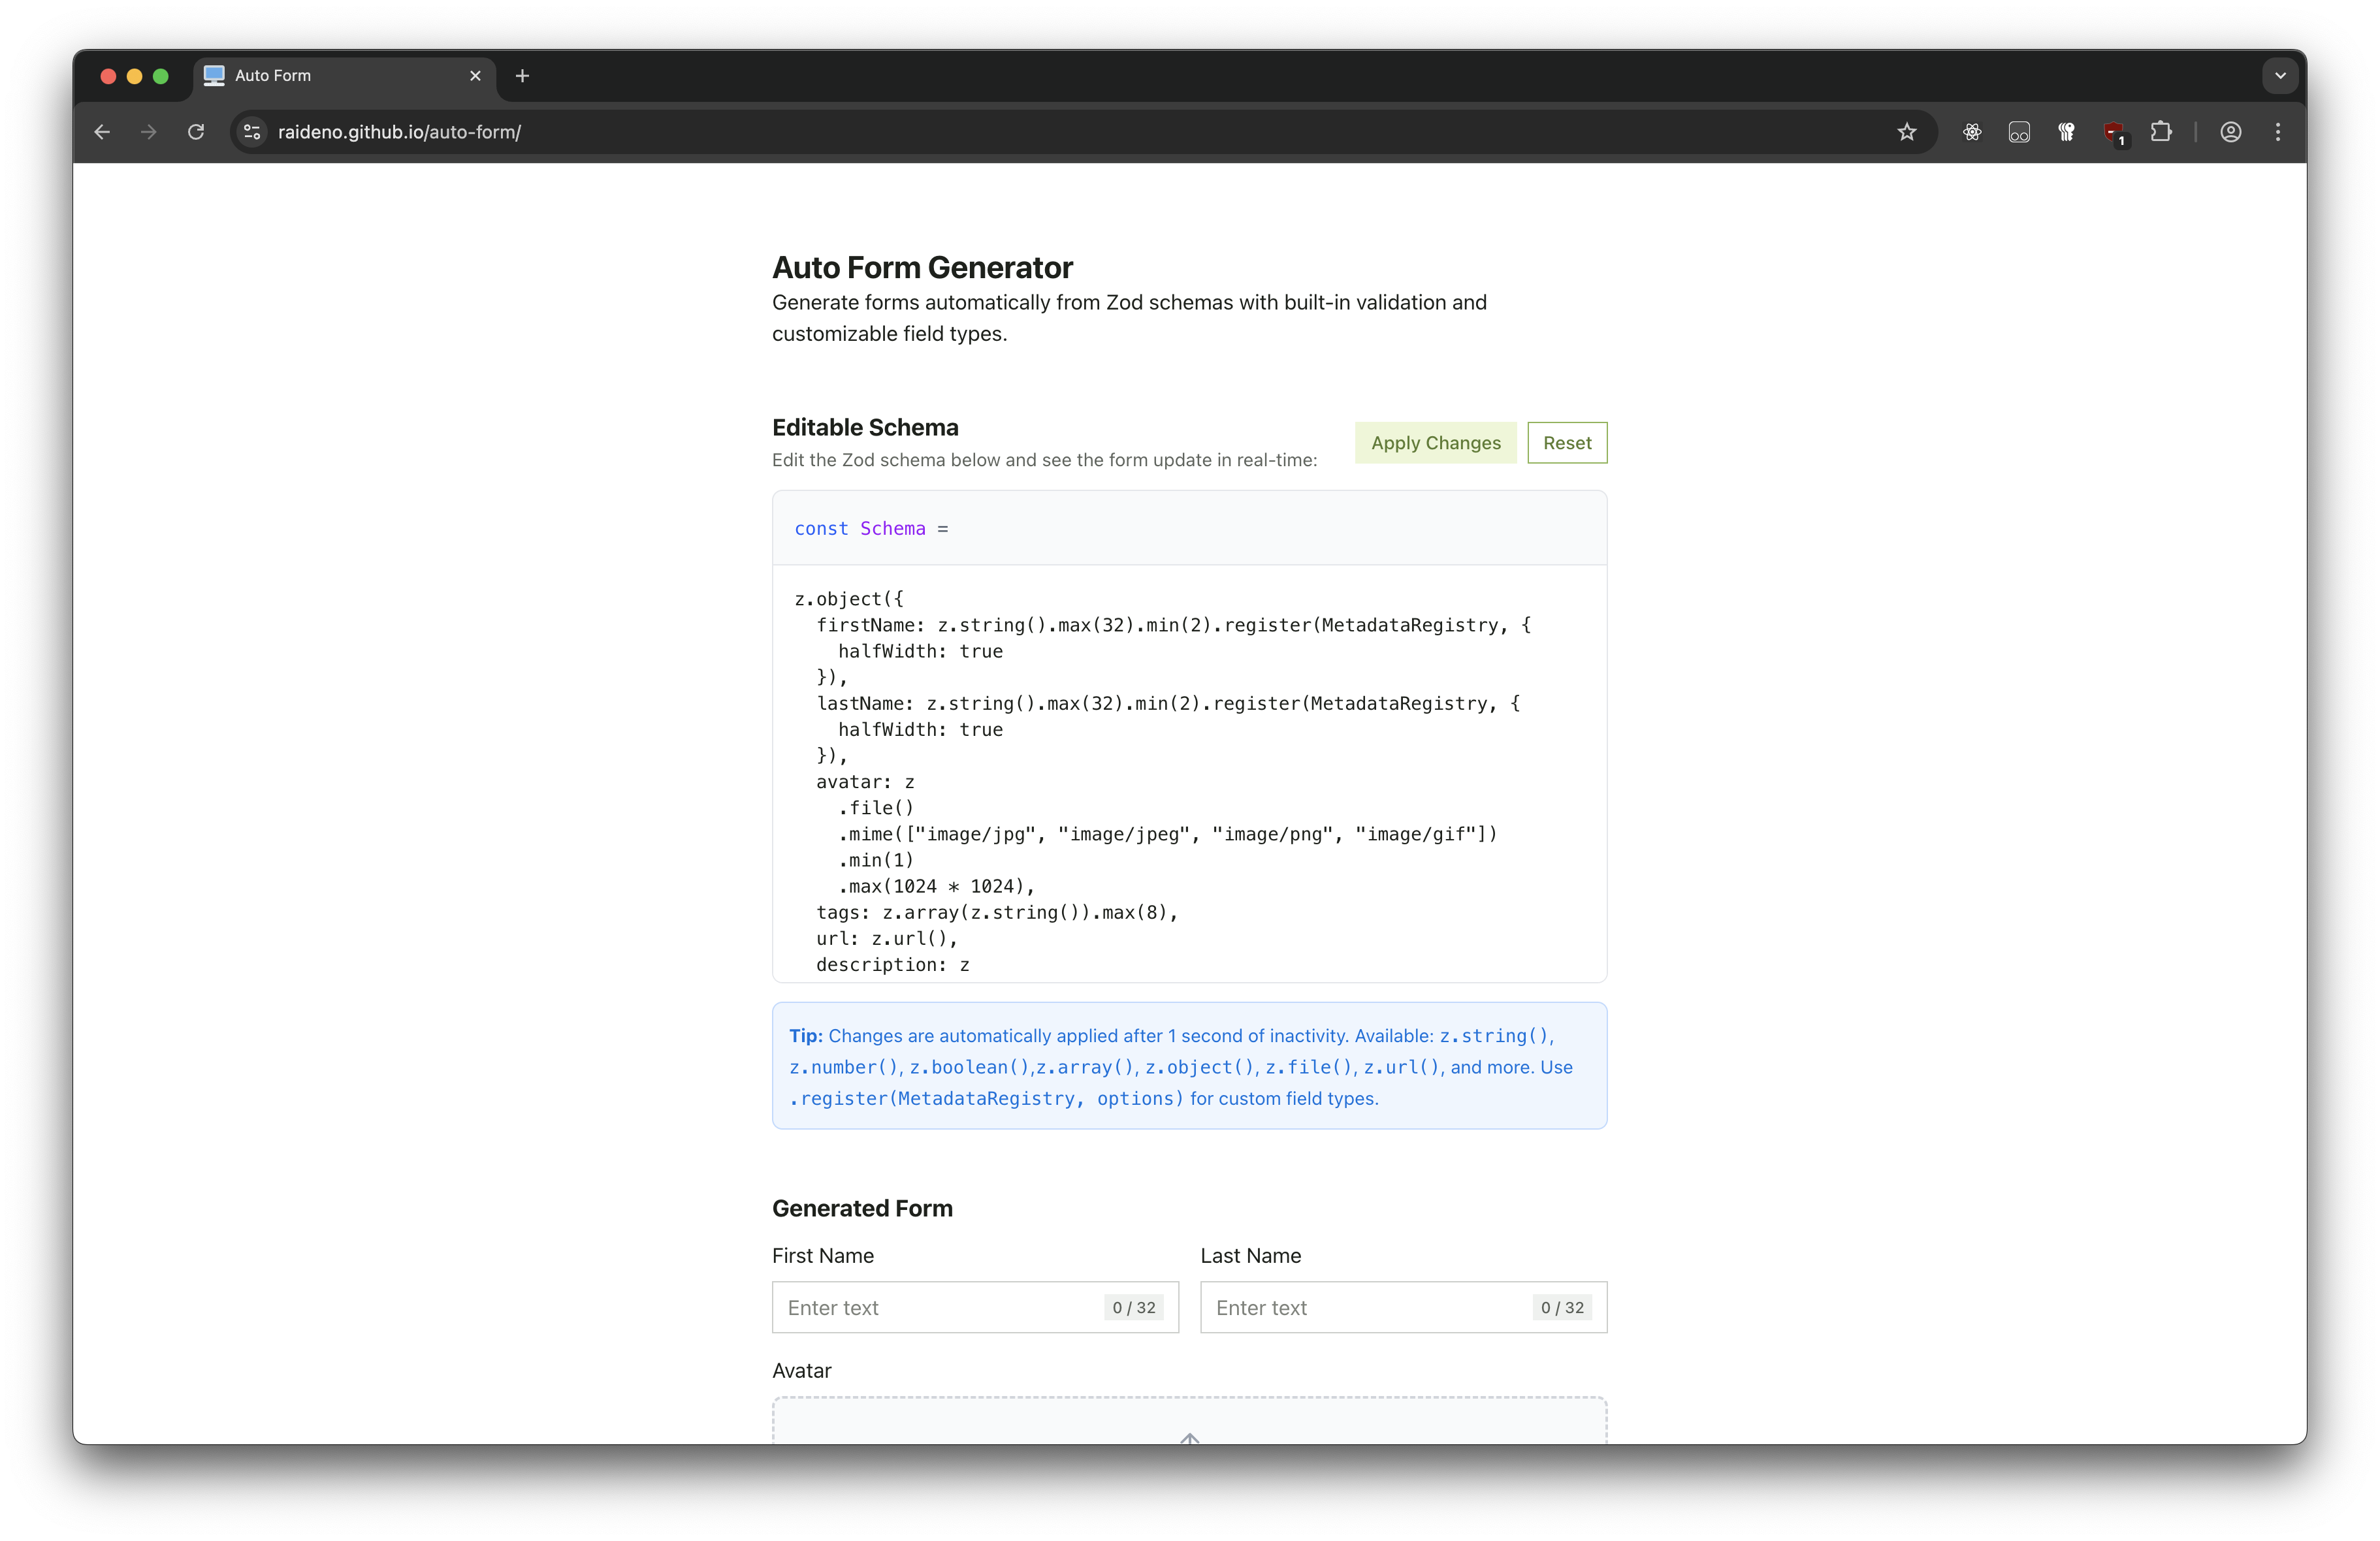 Auto Form
raideno.github.io/auto-form/
1
Auto Form Generator
Generate forms automatically from Zod schemas with built-in validation and
customizable field types.
Editable Schema
Edit the Zod schema below and see the form update in real-time:
Apply Changes
Reset
const Schema =
z.object({
  firstName: z.string().max(32).min(2).register(MetadataRegistry, {
    halfWidth: true
  }),
  lastName: z.string().max(32).min(2).register(MetadataRegistry, {
    halfWidth: true
  }),
  avatar: z
    .file()
    .mime(["image/jpg", "image/jpeg", "image/png", "image/gif"])
    .min(1)
    .max(1024 * 1024),
  tags: z.array(z.string()).max(8),
  url: z.url(),
  description: z
Tip: Changes are automatically applied after 1 second of inactivity. Available: z.string(),
z.number(), z.boolean(),z.array(), z.object(), z.file(), z.url(), and more. Use
.register(MetadataRegistry, options) for custom field types.
Generated Form
First Name
Last Name
Enter text 0 / 32
Enter text 0 / 32
Avatar